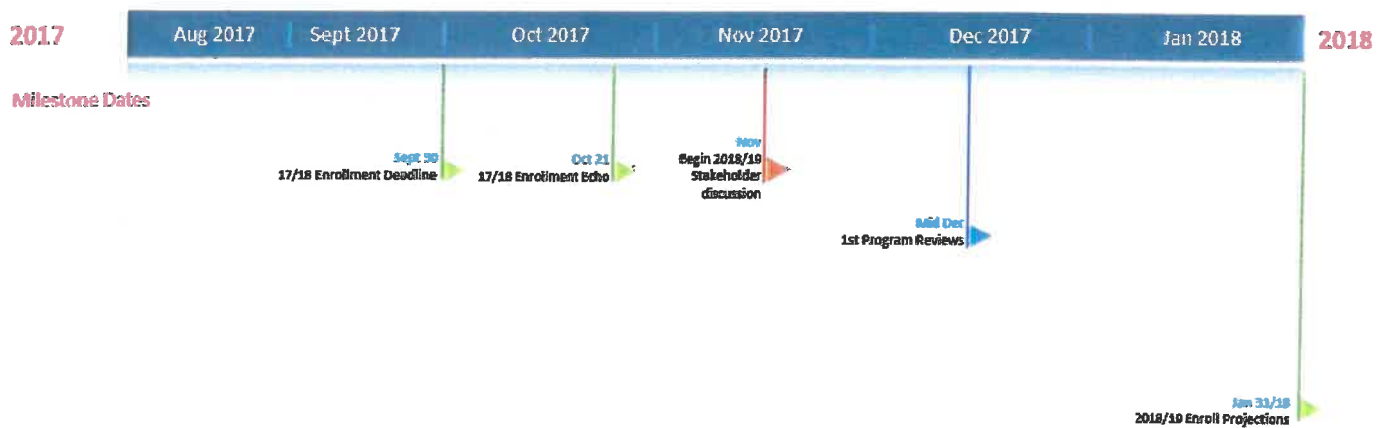 2017
Aug 2017
Sept 2017
Oct 2017
Nov 2017
Dec 2017
Jan 2018
2018
Milestone Dates
Sept 30
17/18 Enrollment Deadline
Oct 21
17/18 Enrollment Echo
Nov
Begin 2018/19
Stakeholder
discussion
Mid Dec
1st Program Reviews
Jan 31/18
2018/19 Enroll Projections